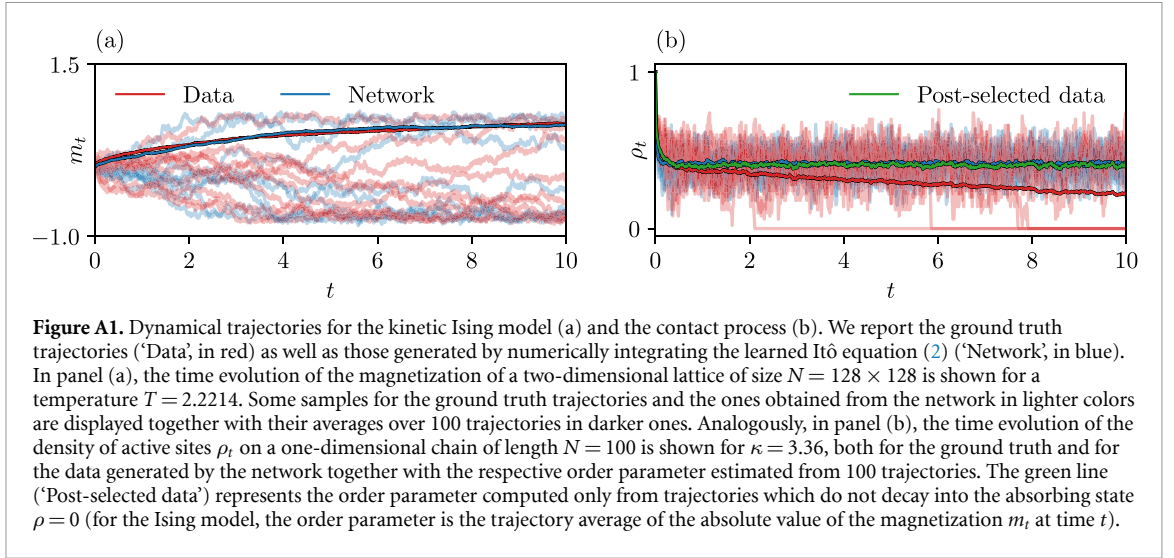 (a)
(b)
1.5
Data
Network
m_t
−1.0
0
2
4
6
8
10
t
1
Post-selected data
ρ_t
0
0
2
4
6
8
10
t
Figure A1. Dynamical trajectories for the kinetic Ising model (a) and the contact process (b). We report the ground truth
trajectories (‘Data’, in red) as well as those generated by numerically integrating the learned Itô equation (2) (‘Network’, in blue).
In panel (a), the time evolution of the magnetization of a two-dimensional lattice of size N = 128 × 128 is shown for a
temperature T = 2.2214. Some samples for the ground truth trajectories and the ones obtained from the network in lighter colors
are displayed together with their averages over 100 trajectories in darker ones. Analogously, in panel (b), the time evolution of the
density of active sites ρ_t on a one-dimensional chain of length N = 100 is shown for κ = 3.36, both for the ground truth and for
the data generated by the network together with the respective order parameter estimated from 100 trajectories. The green line
(‘Post-selected data’) represents the order parameter computed only from trajectories which do not decay into the absorbing state
ρ = 0 (for the Ising model, the order parameter is the trajectory average of the absolute value of the magnetization m_t at time t).